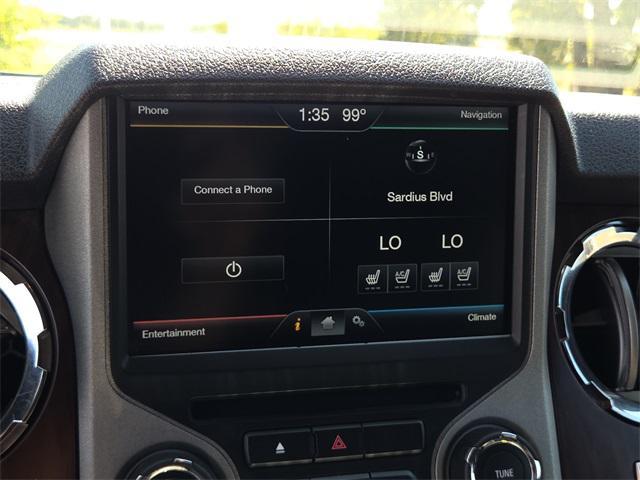 Phone 1:35 99° Navigation
W S E
Connect a Phone
Sardius Blvd
LO LO
A/C A/C
Entertainment i Climate
TUNE